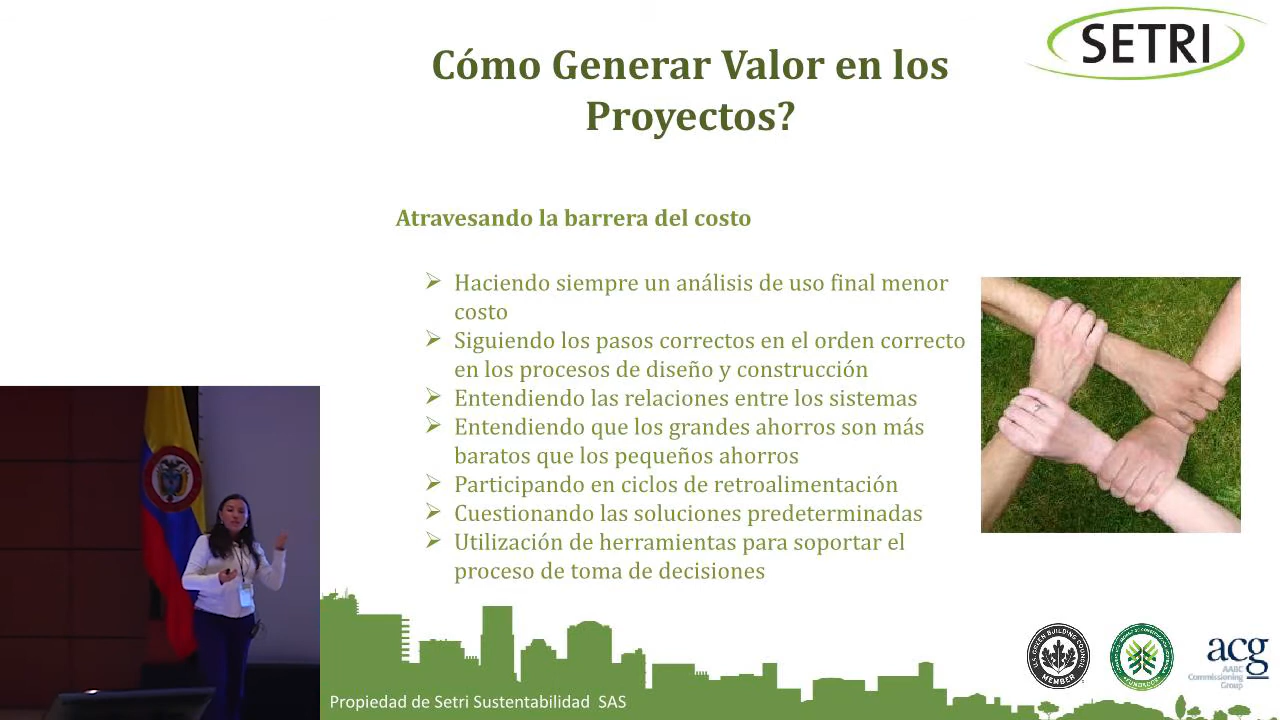 SETRI
Cómo Generar Valor en los
Proyectos?
Atravesando la barrera del costo
Haciendo siempre un análisis de uso final menor
costo
Siguiendo los pasos correctos en el orden correcto
en los procesos de diseño y construcción
Entendiendo las relaciones entre los sistemas
Entendiendo que los grandes ahorros son más
baratos que los pequeños ahorros
Participando en ciclos de retroalimentación
Cuestionando las soluciones predeterminadas
Utilización de herramientas para soportar el
proceso de toma de decisiones
GREEN BUILDING COUNCIL
MEMBER
FUNDADOR
acg
AABC
Commissioning
Group
Propiedad de Setri Sustentabilidad SAS